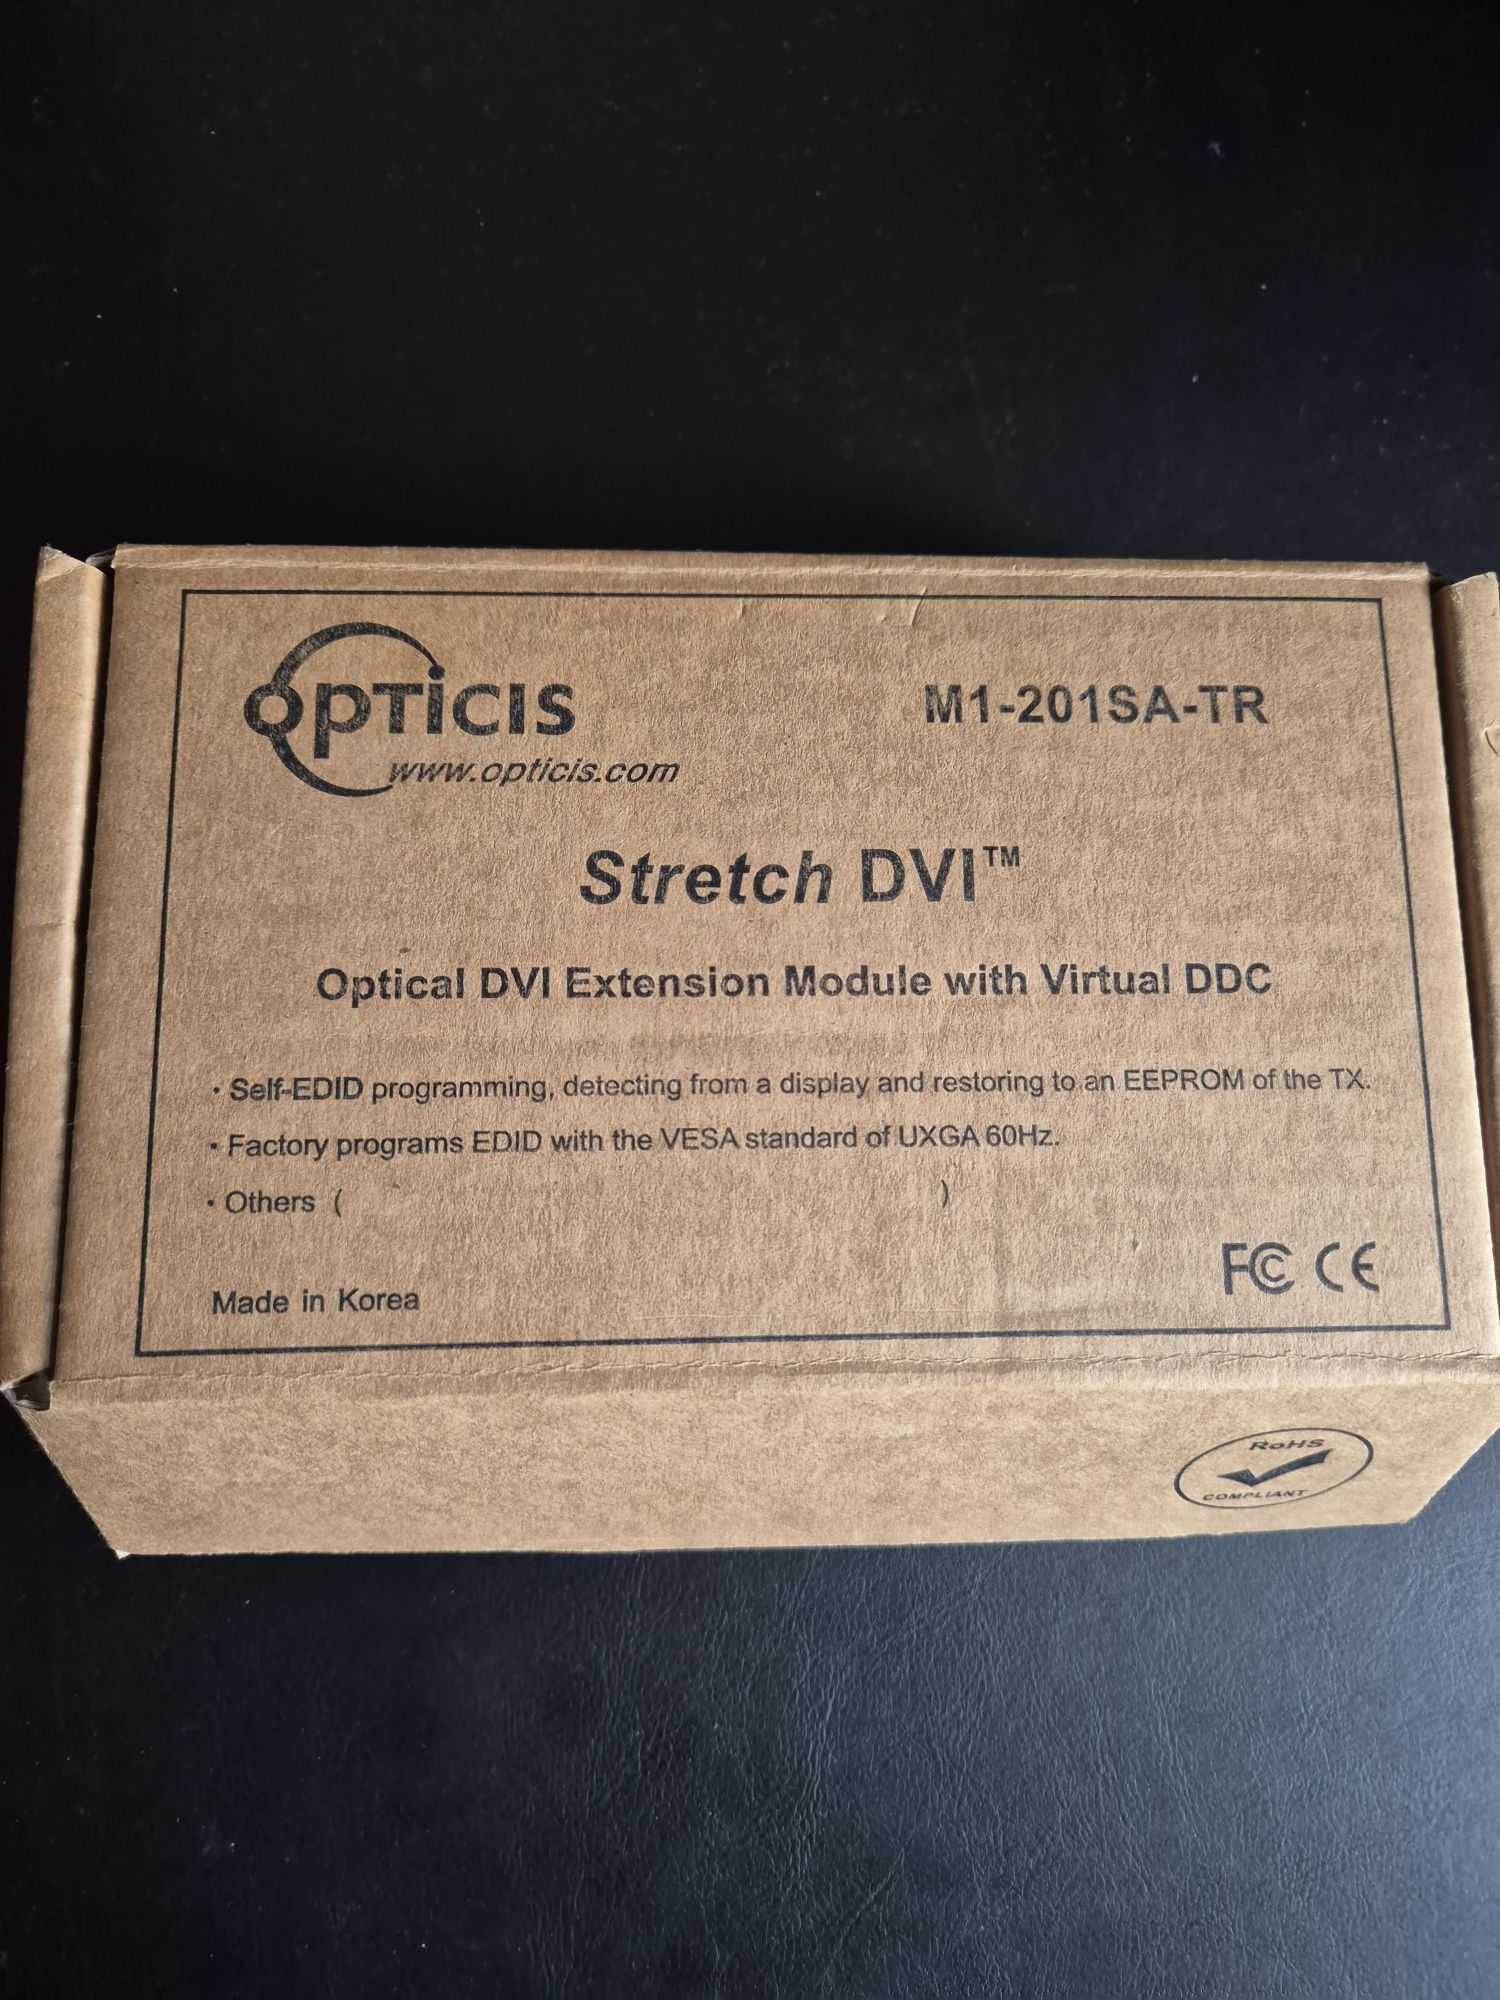 OPTICIS
www.opticis.com
M1-201SA-TR
Stretch DVI™
Optical DVI Extension Module with Virtual DDC
· Self-EDID programming, detecting from a display and restoring to an EEPROM of the TX.
· Factory programs EDID with the VESA standard of UXGA 60Hz.
· Others ( )
Made in Korea
FC CE
RoHS
COMPLIANT